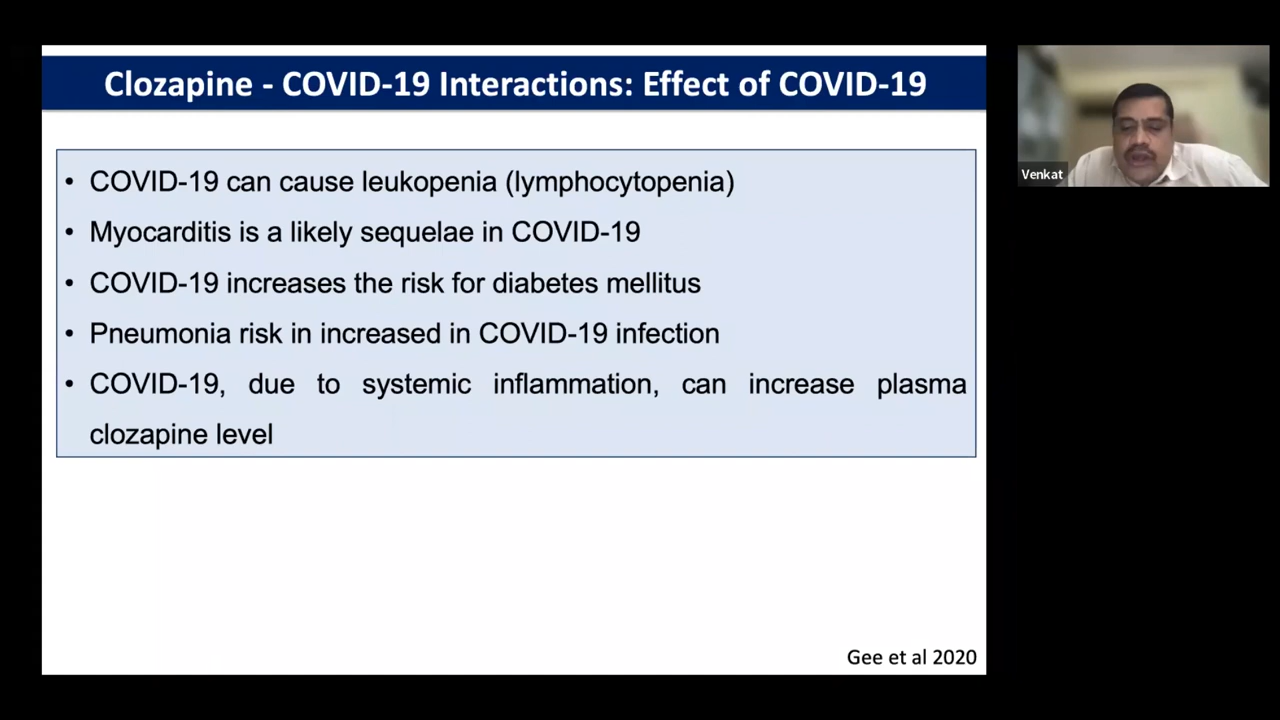 Clozapine - COVID-19 Interactions: Effect of COVID-19
• COVID-19 can cause leukopenia (lymphocytopenia)
• Myocarditis is a likely sequelae in COVID-19
• COVID-19 increases the risk for diabetes mellitus
• Pneumonia risk in increased in COVID-19 infection
• COVID-19, due to systemic inflammation, can increase plasma
clozapine level
Gee et al 2020
Venkat